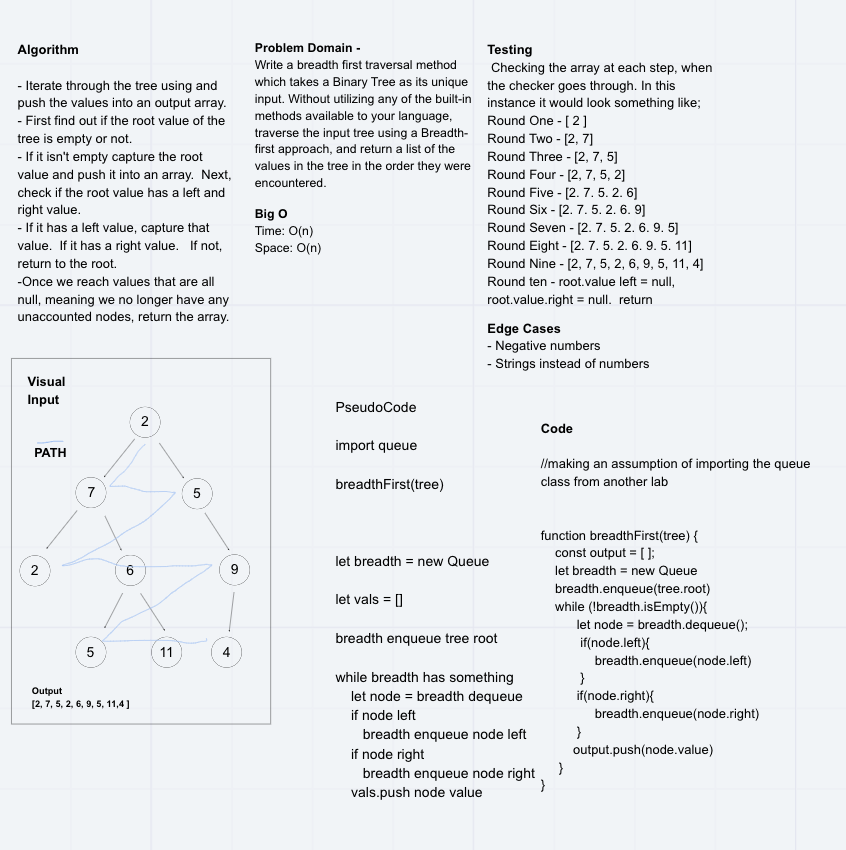 Algorithm
- Iterate through the tree using and
push the values into an output array.
- First find out if the root value of the
tree is empty or not.
- If it isn't empty capture the root
value and push it into an array.  Next,
check if the root value has a left and
right value.
- If it has a left value, capture that
value.  If it has a right value.   If not,
return to the root.
-Once we reach values that are all
null, meaning we no longer have any
unaccounted nodes, return the array.
Problem Domain -
Write a breadth first traversal method
which takes a Binary Tree as its unique
input. Without utilizing any of the built-in
methods available to your language,
traverse the input tree using a Breadth-
first approach, and return a list of the
values in the tree in the order they were
encountered.
Big O
Time: O(n)
Space: O(n)
Testing
Checking the array at each step, when
the checker goes through. In this
instance it would look something like;
Round One - [ 2 ]
Round Two - [2, 7]
Round Three - [2, 7, 5]
Round Four - [2, 7, 5, 2]
Round Five - [2. 7. 5. 2. 6]
Round Six - [2. 7. 5. 2. 6. 9]
Round Seven - [2. 7. 5. 2. 6. 9. 5]
Round Eight - [2. 7. 5. 2. 6. 9. 5. 11]
Round Nine - [2, 7, 5, 2, 6, 9, 5, 11, 4]
Round ten - root.value left = null,
root.value.right = null.  return
Edge Cases
- Negative numbers
- Strings instead of numbers
Visual
Input
PATH
2
7
5
2
6
9
5
11
4
Output
[2, 7, 5, 2, 6, 9, 5, 11,4 ]
PseudoCode
import queue
breadthFirst(tree)
let breadth = new Queue
let vals = []
breadth enqueue tree root
while breadth has something
let node = breadth dequeue
if node left
breadth enqueue node left
if node right
breadth enqueue node right
vals.push node value
Code
//making an assumption of importing the queue
class from another lab
function breadthFirst(tree) {
const output = [ ];
let breadth = new Queue
breadth.enqueue(tree.root)
while (!breadth.isEmpty()){
let node = breadth.dequeue();
if(node.left){
breadth.enqueue(node.left)
}
if(node.right){
breadth.enqueue(node.right)
}
output.push(node.value)
}
}